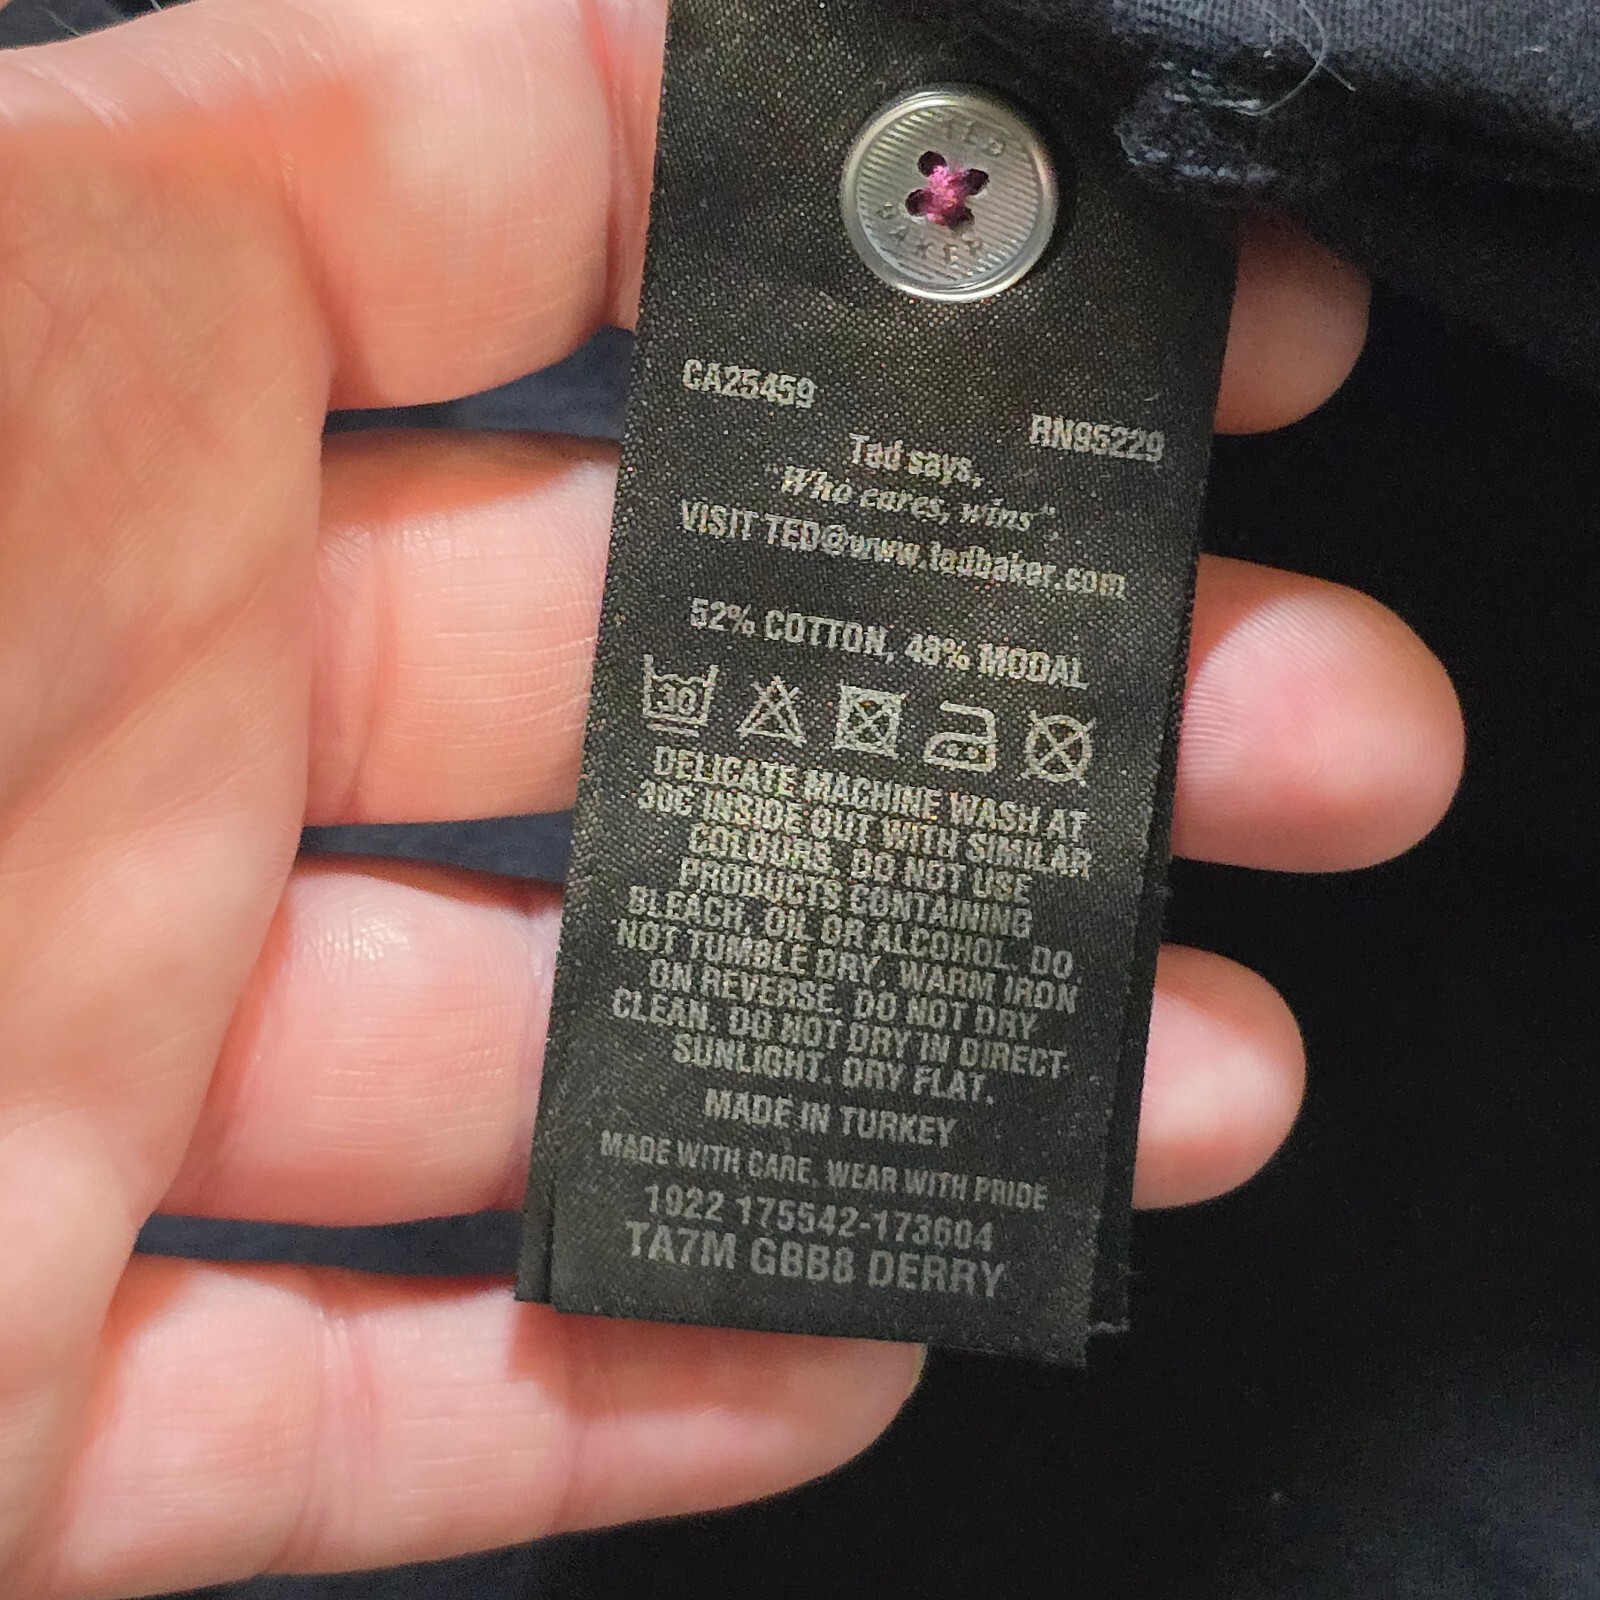 TED
BAKER
CA25459
RN95229
Ted says,
"Who cares, wins".
VISIT TED@www.tedbaker.com
52% COTTON, 48% MODAL
30
DELICATE MACHINE WASH AT
30C INSIDE OUT WITH SIMILAR
COLOURS. DO NOT USE
PRODUCTS CONTAINING
BLEACH, OIL OR ALCOHOL. DO
NOT TUMBLE DRY. WARM IRON
ON REVERSE. DO NOT DRY
CLEAN. DO NOT DRY IN DIRECT
SUNLIGHT. DRY FLAT.
MADE IN TURKEY
MADE WITH CARE, WEAR WITH PRIDE
1922 175542-173604
TA7M GBB8 DERRY